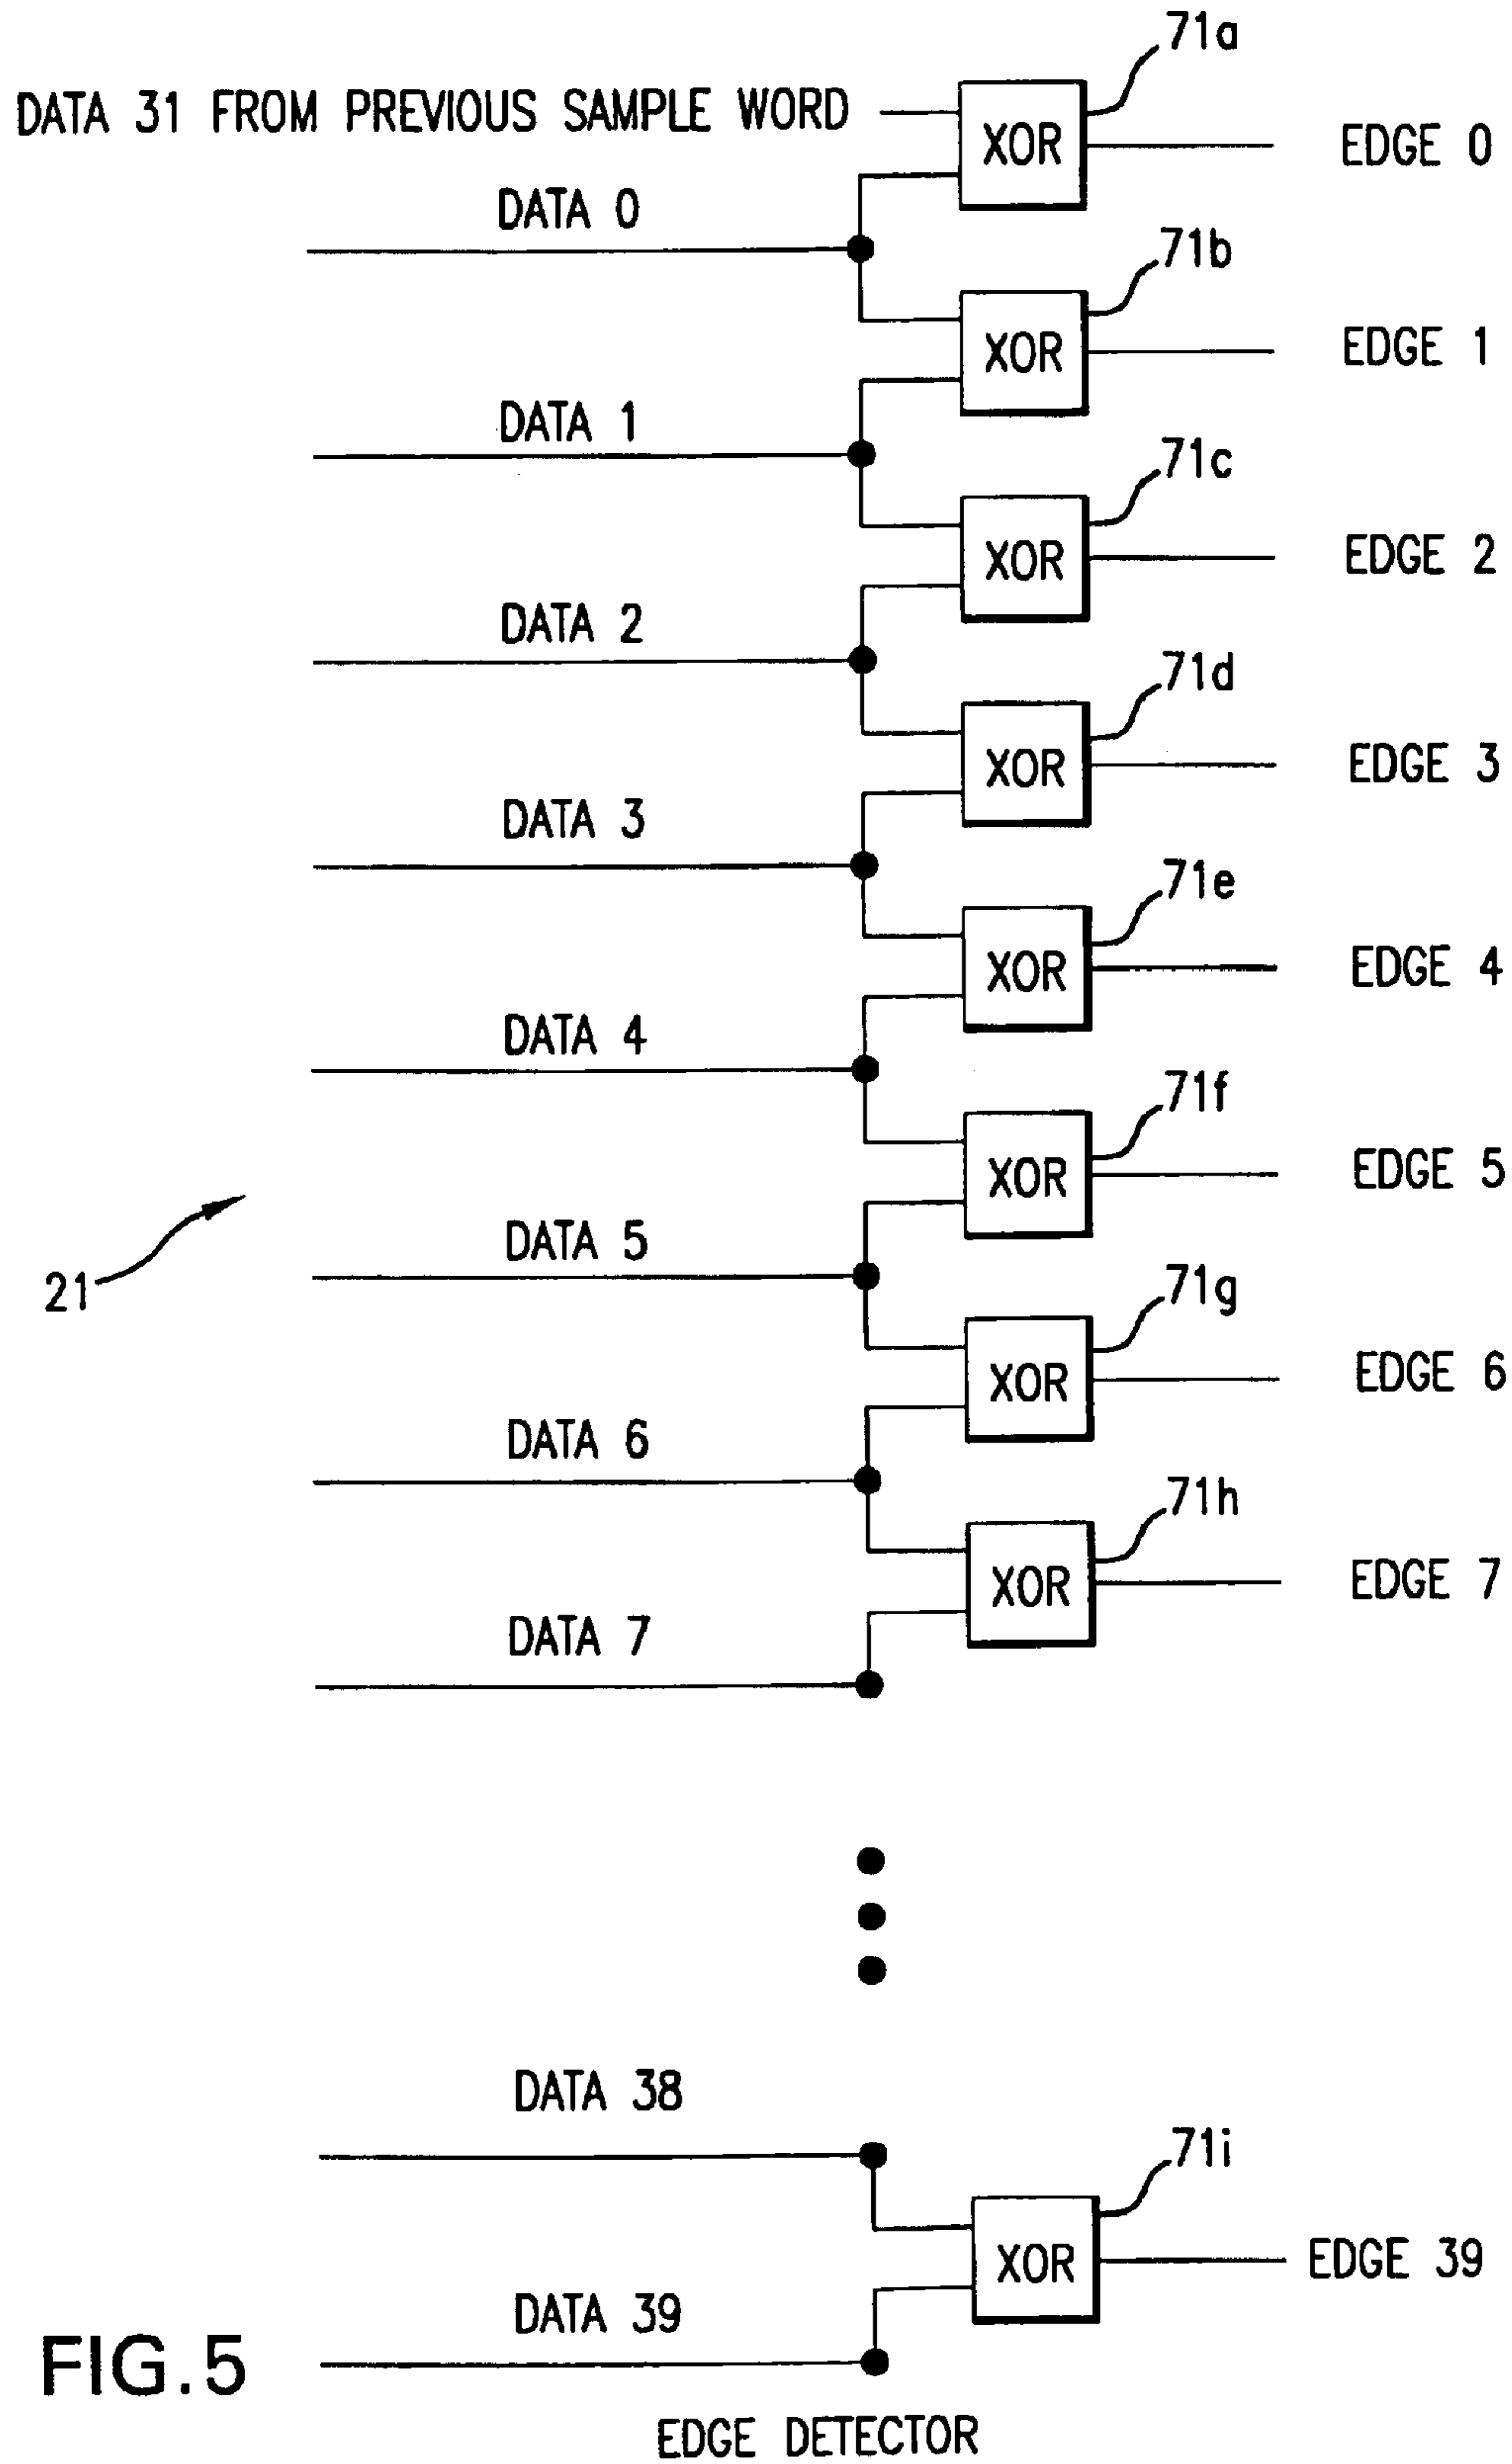 71a
DATA 31 FROM PREVIOUS SAMPLE WORD
XOR
EDGE 0
DATA 0
71b
XOR
EDGE 1
DATA 1
71c
XOR
EDGE 2
DATA 2
71d
XOR
EDGE 3
DATA 3
71e
XOR
EDGE 4
DATA 4
71f
XOR
EDGE 5
21
DATA 5
71g
XOR
EDGE 6
DATA 6
71h
XOR
EDGE 7
DATA 7
DATA 38
71i
XOR
EDGE 39
DATA 39
FIG.5
EDGE DETECTOR